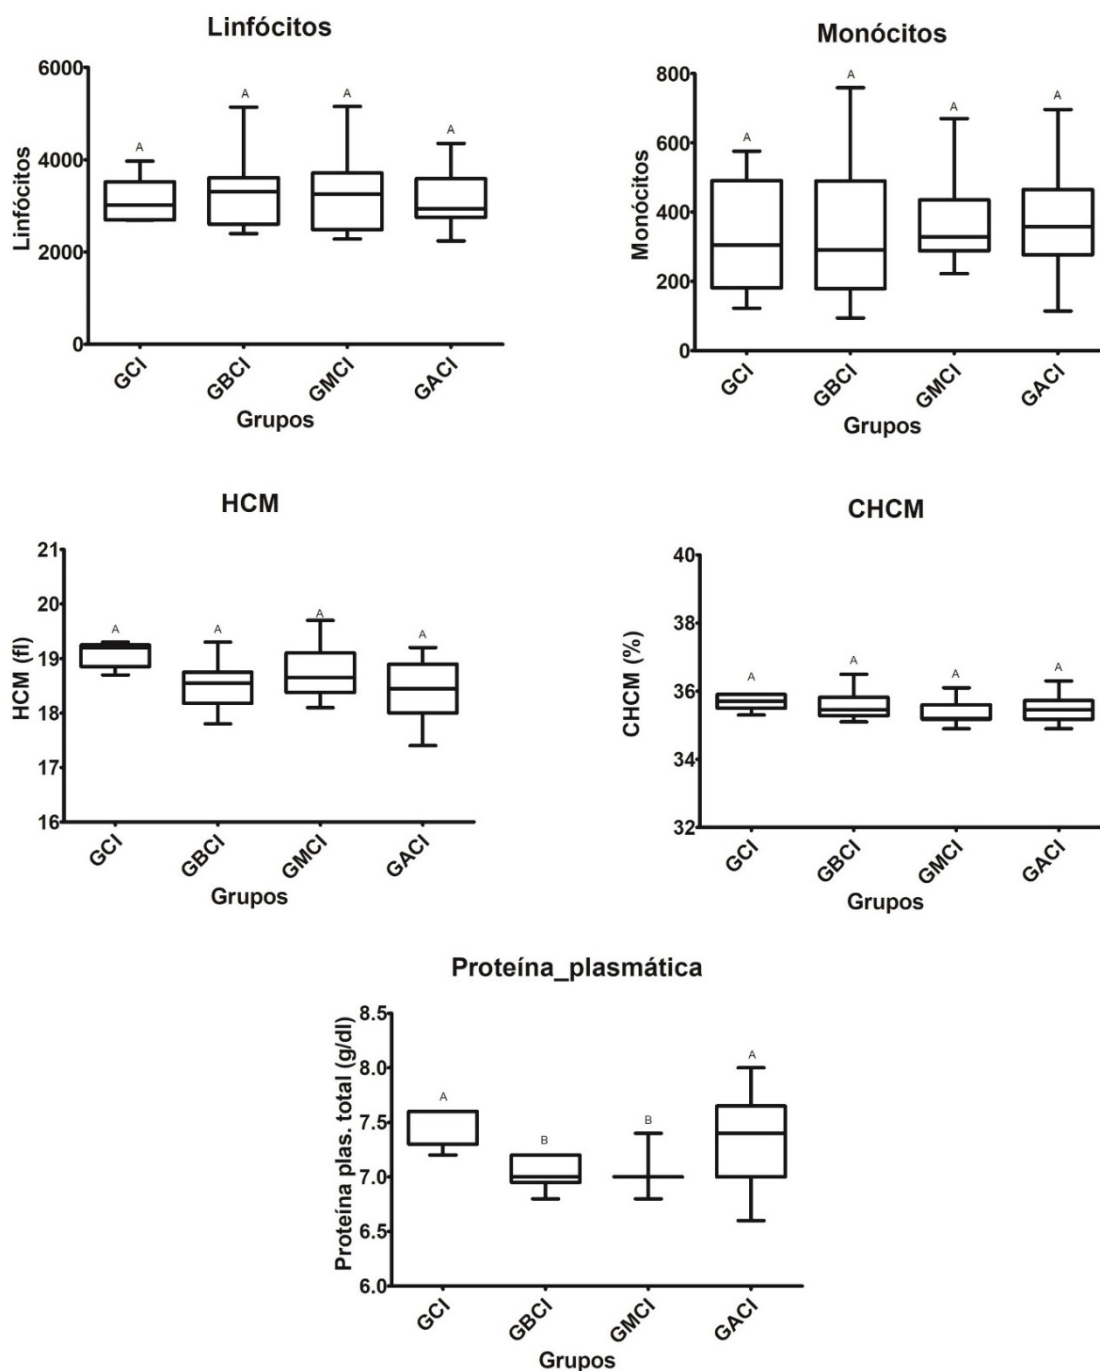 Linfócitos
6000
4000
2000
0
Linfócitos
A A A A
GCI GBCI GMCI GACI
Grupos
Monócitos
800
600
400
200
0
Monócitos
A A A A
GCI GBCI GMCI GACI
Grupos
HCM
21
20
19
18
17
16
HCM (fl)
A A A A
GCI GBCI GMCI GACI
Grupos
CHCM
40
38
36
34
32
CHCM (%)
A A A A
GCI GBCI GMCI GACI
Grupos
Proteína_plasmática
8.5
8.0
7.5
7.0
6.5
6.0
Proteína plas. total (g/dl)
A B B A
GCI GBCI GMCI GACI
Grupos